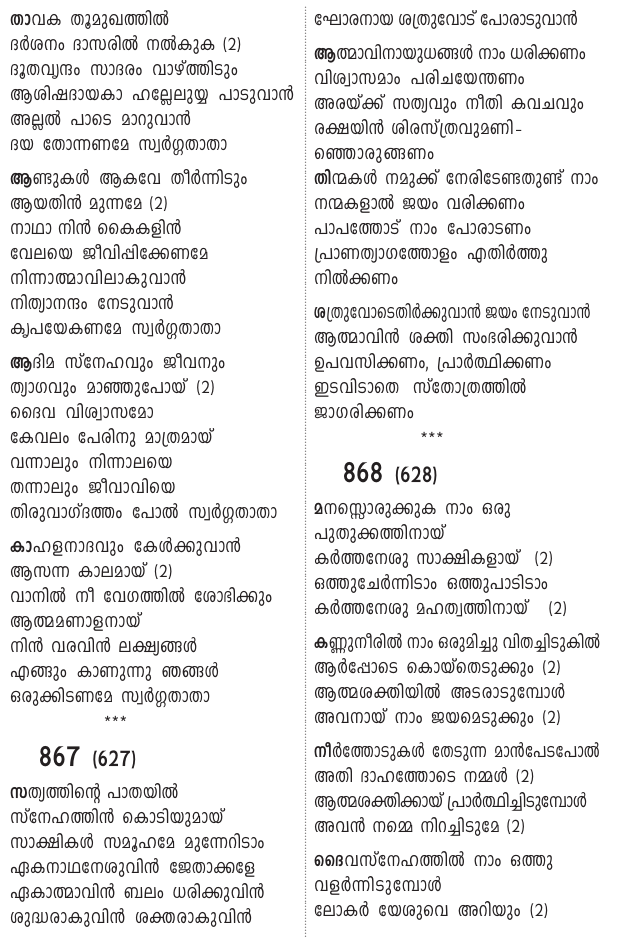 താവക തൂമുഖത്തിൽ
ദർശനം ദാസരിൽ നൽകുക (2)
ദൂതവൃന്ദം സാദരം വാഴ്ത്തിടും
ആശിഷദായകാ ഹല്ലേലുയ്യ പാടുവാൻ
അല്ലൽ പാടെ മാറുവാൻ
ദയ തോന്നണമേ സ്വർഗ്ഗതാതാ
ആണ്ടുകൾ ആകവേ തീർന്നിടും
ആയതിൻ മുന്നമേ (2)
നാഥാ നിൻ കൈകളിൻ
വേലയെ ജീവിപ്പിക്കേണമേ
നിന്നാത്മാവിലാകുവാൻ
നിത്യാനന്ദം നേടുവാൻ
കൃപയേകണമേ സ്വർഗ്ഗതാതാ
ആദിമ സ്നേഹവും ജീവനും
ത്യാഗവും മാഞ്ഞുപോയ് (2)
ദൈവ വിശ്വാസമോ
കേവലം പേരിനു മാത്രമായ്
വന്നാലും നിന്നാലയെ
തന്നാലും ജീവാവിയെ
തിരുവാഗ്ദത്തം പോൽ സ്വർഗ്ഗതാതാ
കാഹളനാദവും കേൾക്കുവാൻ
ആസന്ന കാലമായ് (2)
വാനിൽ നീ വേഗത്തിൽ ശോഭിക്കും
ആത്മമണാളനായ്
നിൻ വരവിൻ ലക്ഷ്യങ്ങൾ
എങ്ങും കാണുന്നു ഞങ്ങൾ
ഒരുക്കിടണമേ സ്വർഗ്ഗതാതാ
***
867 (627)
സത്യത്തിന്റെ പാതയിൽ
സ്നേഹത്തിൻ കൊടിയുമായ്
സാക്ഷികൾ സമൂഹമേ മുന്നേറിടാം
ഏകനാഥനേശുവിൻ ജേതാക്കളേ
ഏകാത്മാവിൻ ബലം ധരിക്കുവിൻ
ശുദ്ധരാകുവിൻ ശക്തരാകുവിൻ
ഘോരനായ ശത്രുവോട് പോരാടുവാൻ
ആത്മാവിനായുധങ്ങൾ നാം ധരിക്കണം
വിശ്വാസമാം പരിചയേന്തണം
അരയ്ക്ക് സത്യവും നീതി കവചവും
രക്ഷയിൻ ശിരസ്ത്രവുമണി-
ഞ്ഞൊരുങ്ങണം
തിന്മകൾ നമുക്ക് നേരിടേണ്ടതുണ്ട് നാം
നന്മകളാൽ ജയം വരിക്കണം
പാപത്തോട് നാം പോരാടണം
പ്രാണത്യാഗത്തോളം എതിർത്തു
നിൽക്കണം
ശത്രുവോടെതിർക്കുവാൻ ജയം നേടുവാൻ
ആത്മാവിൻ ശക്തി സംഭരിക്കുവാൻ
ഉപവസിക്കണം, പ്രാർത്ഥിക്കണം
ഇടവിടാതെ സ്തോത്രത്തിൽ
ജാഗരിക്കണം
***
868 (628)
മനസ്സൊരുക്കുക നാം ഒരു
പുതുക്കത്തിനായ്
കർത്തനേശു സാക്ഷികളായ് (2)
ഒത്തുചേർന്നിടാം ഒത്തുപാടിടാം
കർത്തനേശു മഹത്വത്തിനായ് (2)
കണ്ണുനീരിൽ നാം ഒരുമിച്ചു വിതച്ചിടുകിൽ
ആർപ്പോടെ കൊയ്തെടുക്കും (2)
ആത്മശക്തിയിൽ അടരാടുമ്പോൾ
അവനായ് നാം ജയമെടുക്കും (2)
നീർത്തോടുകൾ തേടുന്ന മാൻപേടപോൽ
അതി ദാഹത്തോടെ നമ്മൾ (2)
ആത്മശക്തിക്കായ് പ്രാർത്ഥിച്ചിടുമ്പോൾ
അവൻ നമ്മെ നിറച്ചിടുമേ (2)
ദൈവസ്നേഹത്തിൽ നാം ഒത്തു
വളർന്നിടുമ്പോൾ
ലോകർ യേശുവെ അറിയും (2)